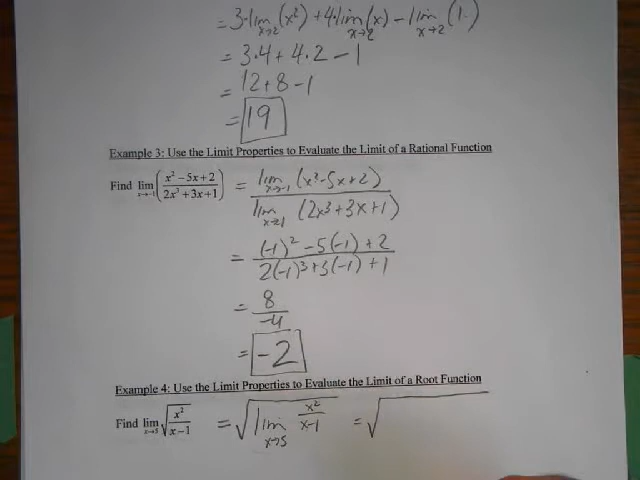 = 3·lim x→2 (x²) + 4·lim x→2 (x) − lim x→2 (1)
= 3·4 + 4·2 − 1
= 12 + 8 − 1
= 19
Example 3: Use the Limit Properties to Evaluate the Limit of a Rational Function
Find lim x→−1 ((x² − 5x + 2)/(2x³ + 3x + 1)) = lim x→−1 (x² − 5x + 2) / lim x→-1 (2x³ + 3x + 1)
= ((−1)² − 5(−1) + 2)/(2(−1)³ + 3(−1) + 1)
= 8/−4
= −2
Example 4: Use the Limit Properties to Evaluate the Limit of a Root Function
Find lim x→5 √(x²/(x − 1)) = √(lim x→5 x²/(x − 1)) = √